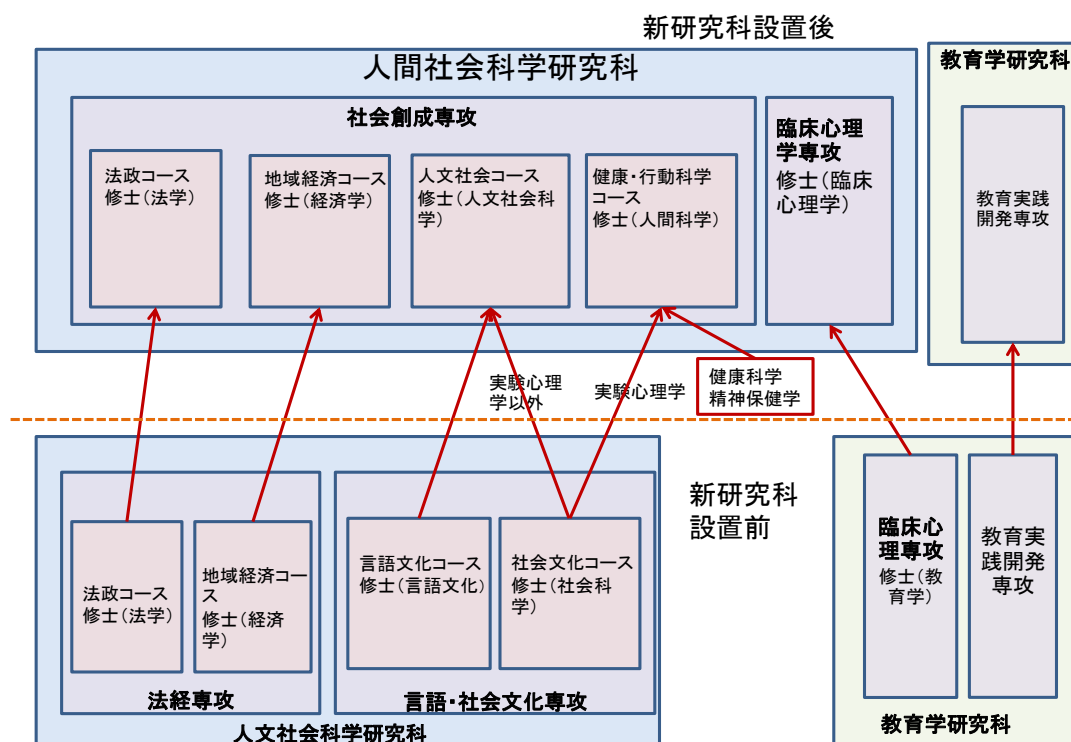 新研究科設置後
人間社会科学研究科
社会創成専攻
法政コース
修士(法学)
地域経済コース
修士(経済学)
人文社会コース
修士(人文社会科
学)
健康・行動科学
コース
修士(人間科学)
臨床心理
学専攻
修士(臨床
心理学)
教育学研究科
教育実践
開発専攻
実験心理
学以外
実験心理学
健康科学
精神保健学
新研究科
設置前
法政コース
修士(法学)
地域経済コー
ス
修士(経済
学)
法経専攻
言語文化コース
修士(言語文化)
社会文化コース
修士(社会科
学)
言語・社会文化専攻
人文社会科学研究科
臨床心
理専攻
修士(教
育学)
教育実
践開発
専攻
教育学研究科